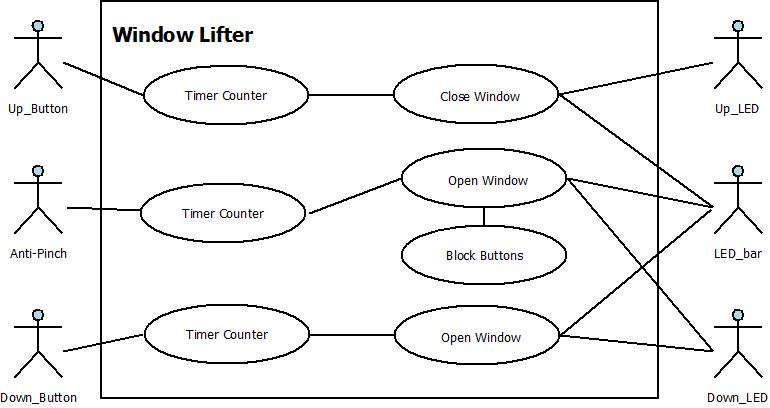 Window Lifter
Up_Button
Timer Counter
Close Window
Up_LED
Anti-Pinch
Timer Counter
Open Window
Block Buttons
LED_bar
Down_Button
Timer Counter
Open Window
Down_LED